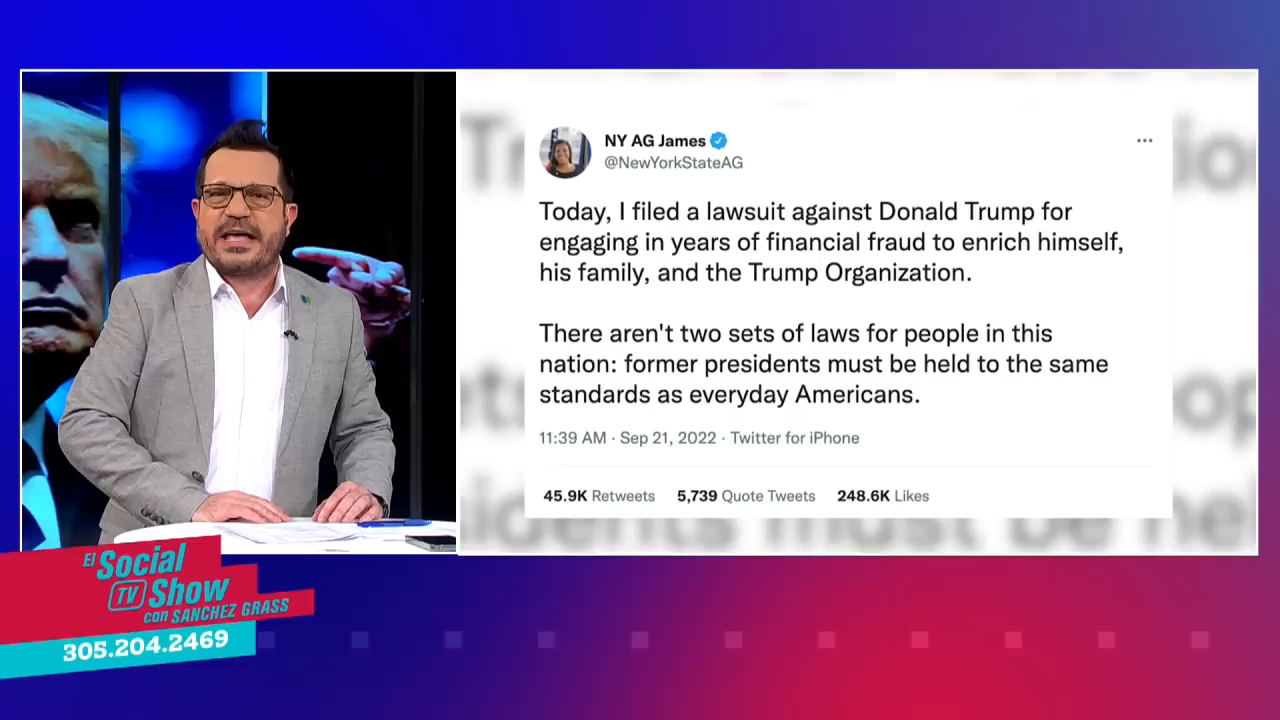 NY AG James
@NewYorkStateAG
Today, I filed a lawsuit against Donald Trump for
engaging in years of financial fraud to enrich himself,
his family, and the Trump Organization.
There aren't two sets of laws for people in this
nation: former presidents must be held to the same
standards as everyday Americans.
11:39 AM · Sep 21, 2022 · Twitter for iPhone
45.9K Retweets 5,739 Quote Tweets 248.6K Likes
El Social
TV Show
con SANCHEZ GRASS
305.204.2469